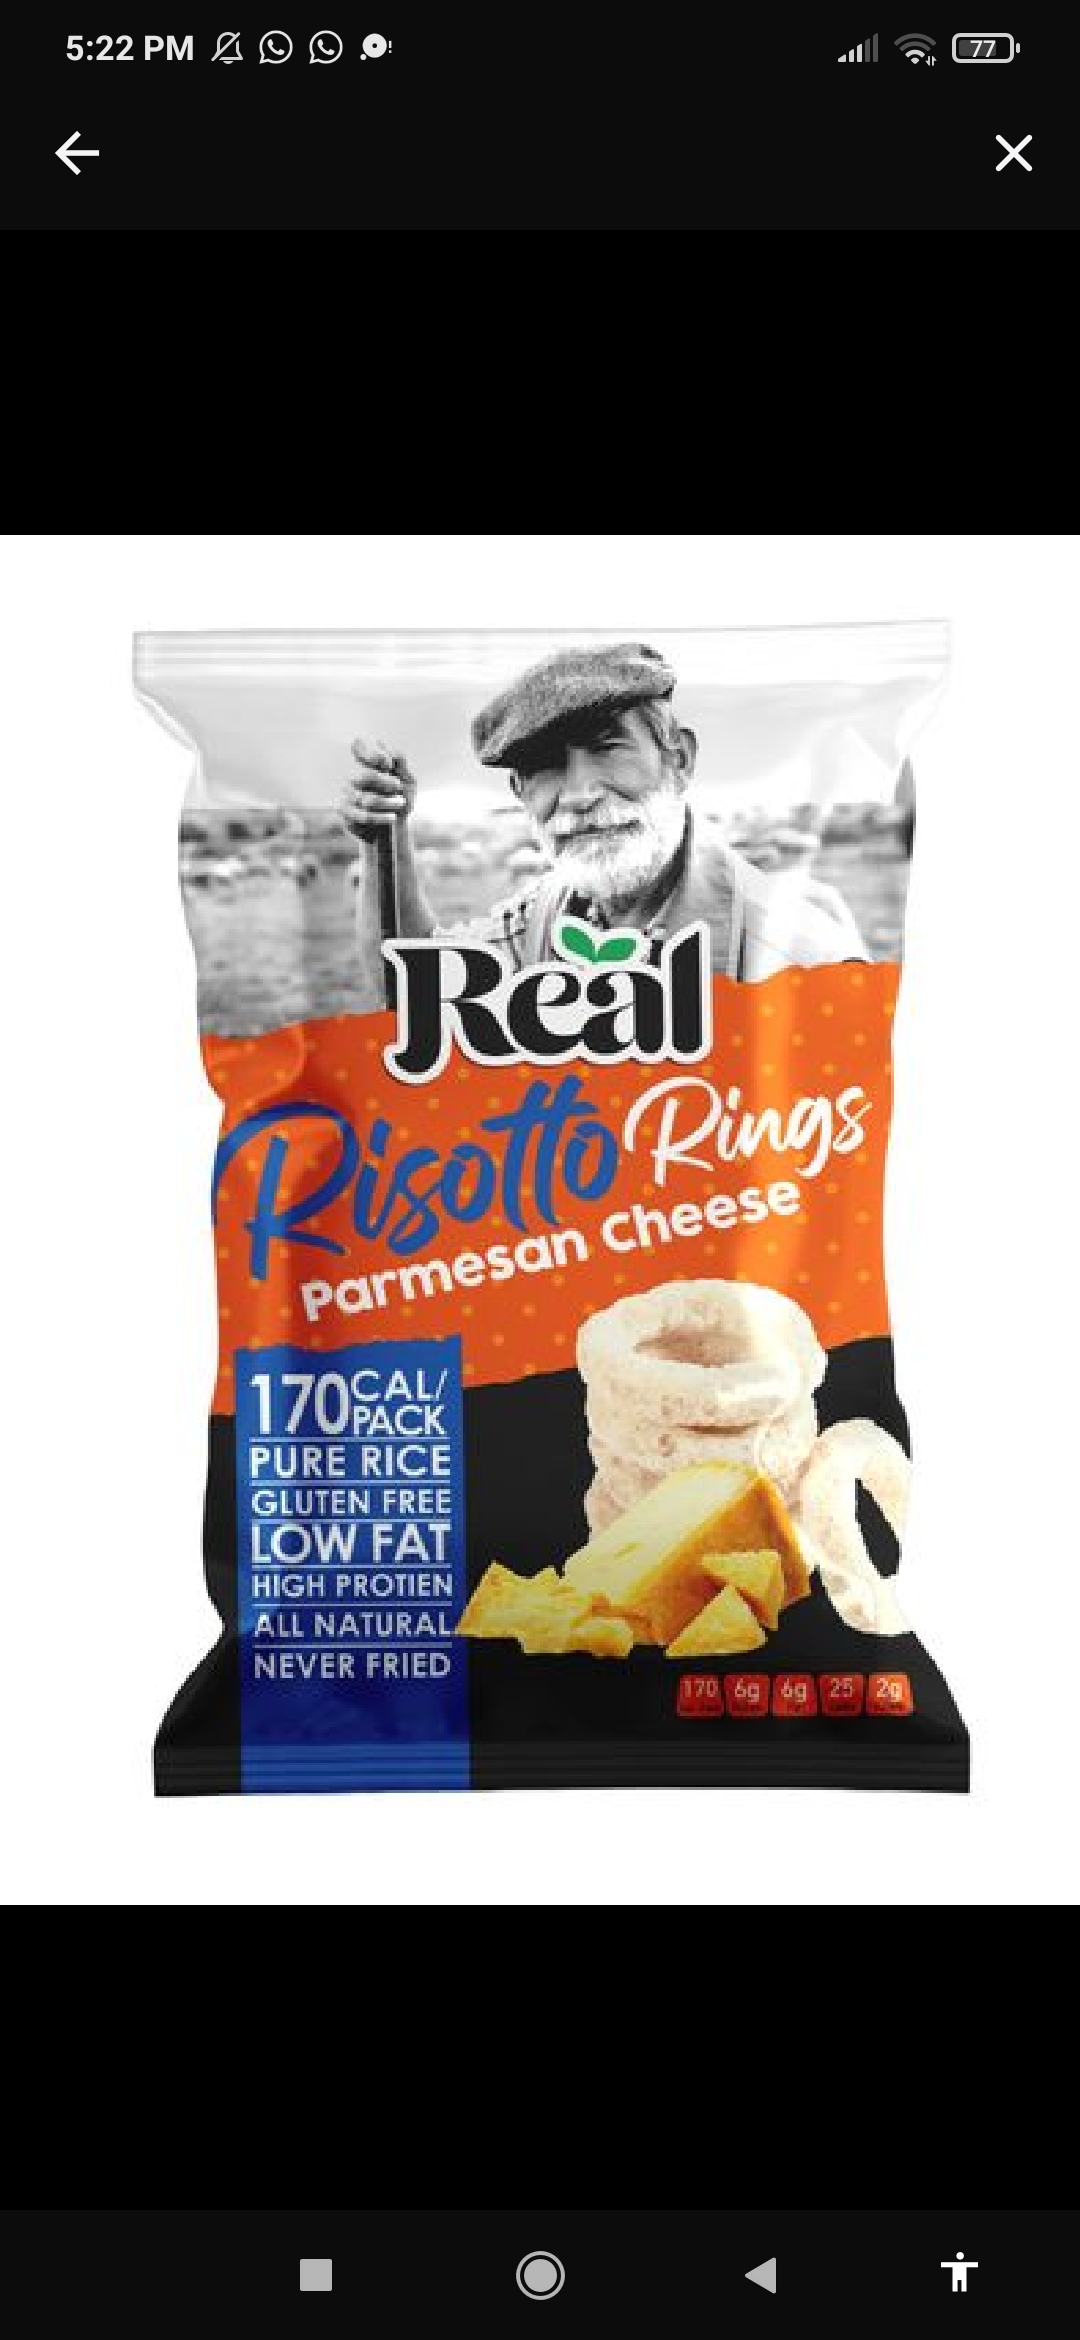 5:22 PM
77
Real
Risotto Rings
Parmesan Cheese
170 CAL/
PACK
PURE RICE
GLUTEN FREE
LOW FAT
HIGH PROTIEN
ALL NATURAL
NEVER FRIED
170 6g 6g 25 2g